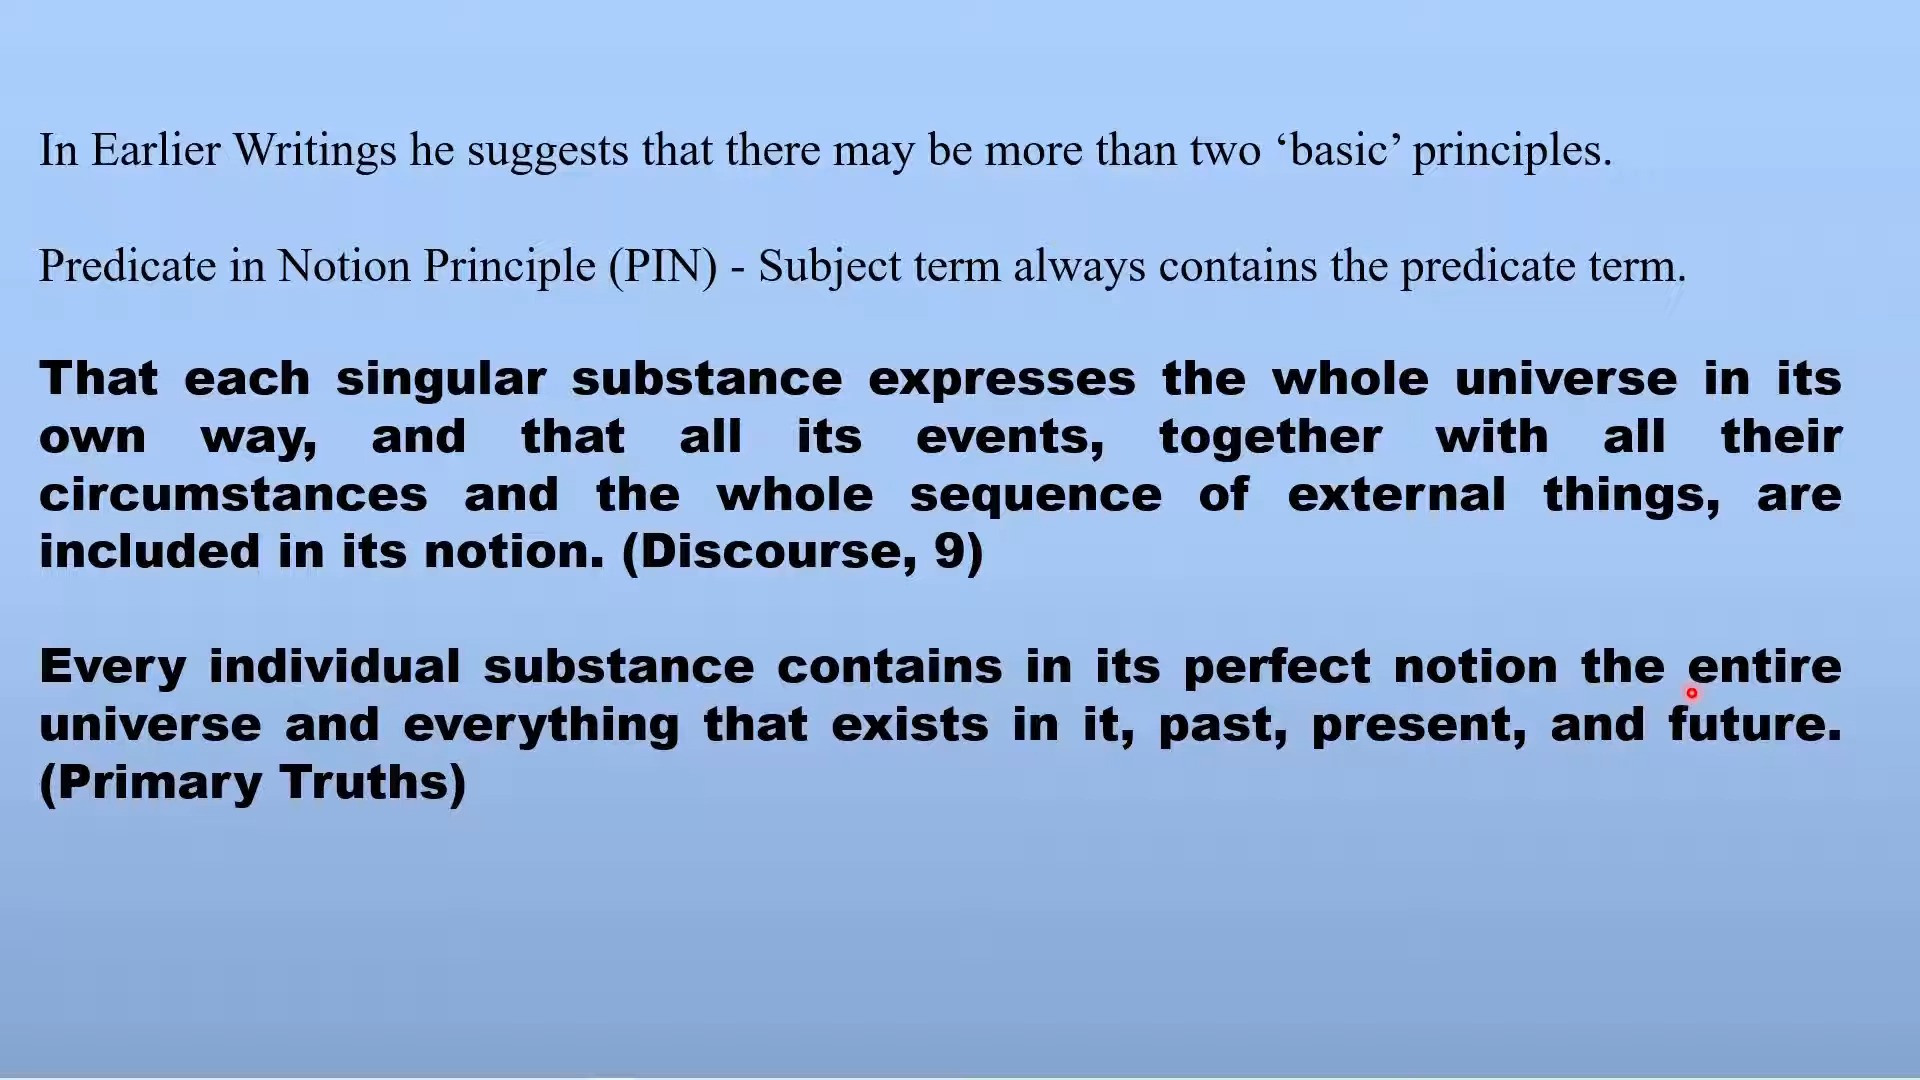 In Earlier Writings he suggests that there may be more than two ‘basic’ principles.
Predicate in Notion Principle (PIN) - Subject term always contains the predicate term.
That each singular substance expresses the whole universe in its
own way, and that all its events, together with all their
circumstances and the whole sequence of external things, are
included in its notion. (Discourse, 9)
Every individual substance contains in its perfect notion the entire
universe and everything that exists in it, past, present, and future.
(Primary Truths)